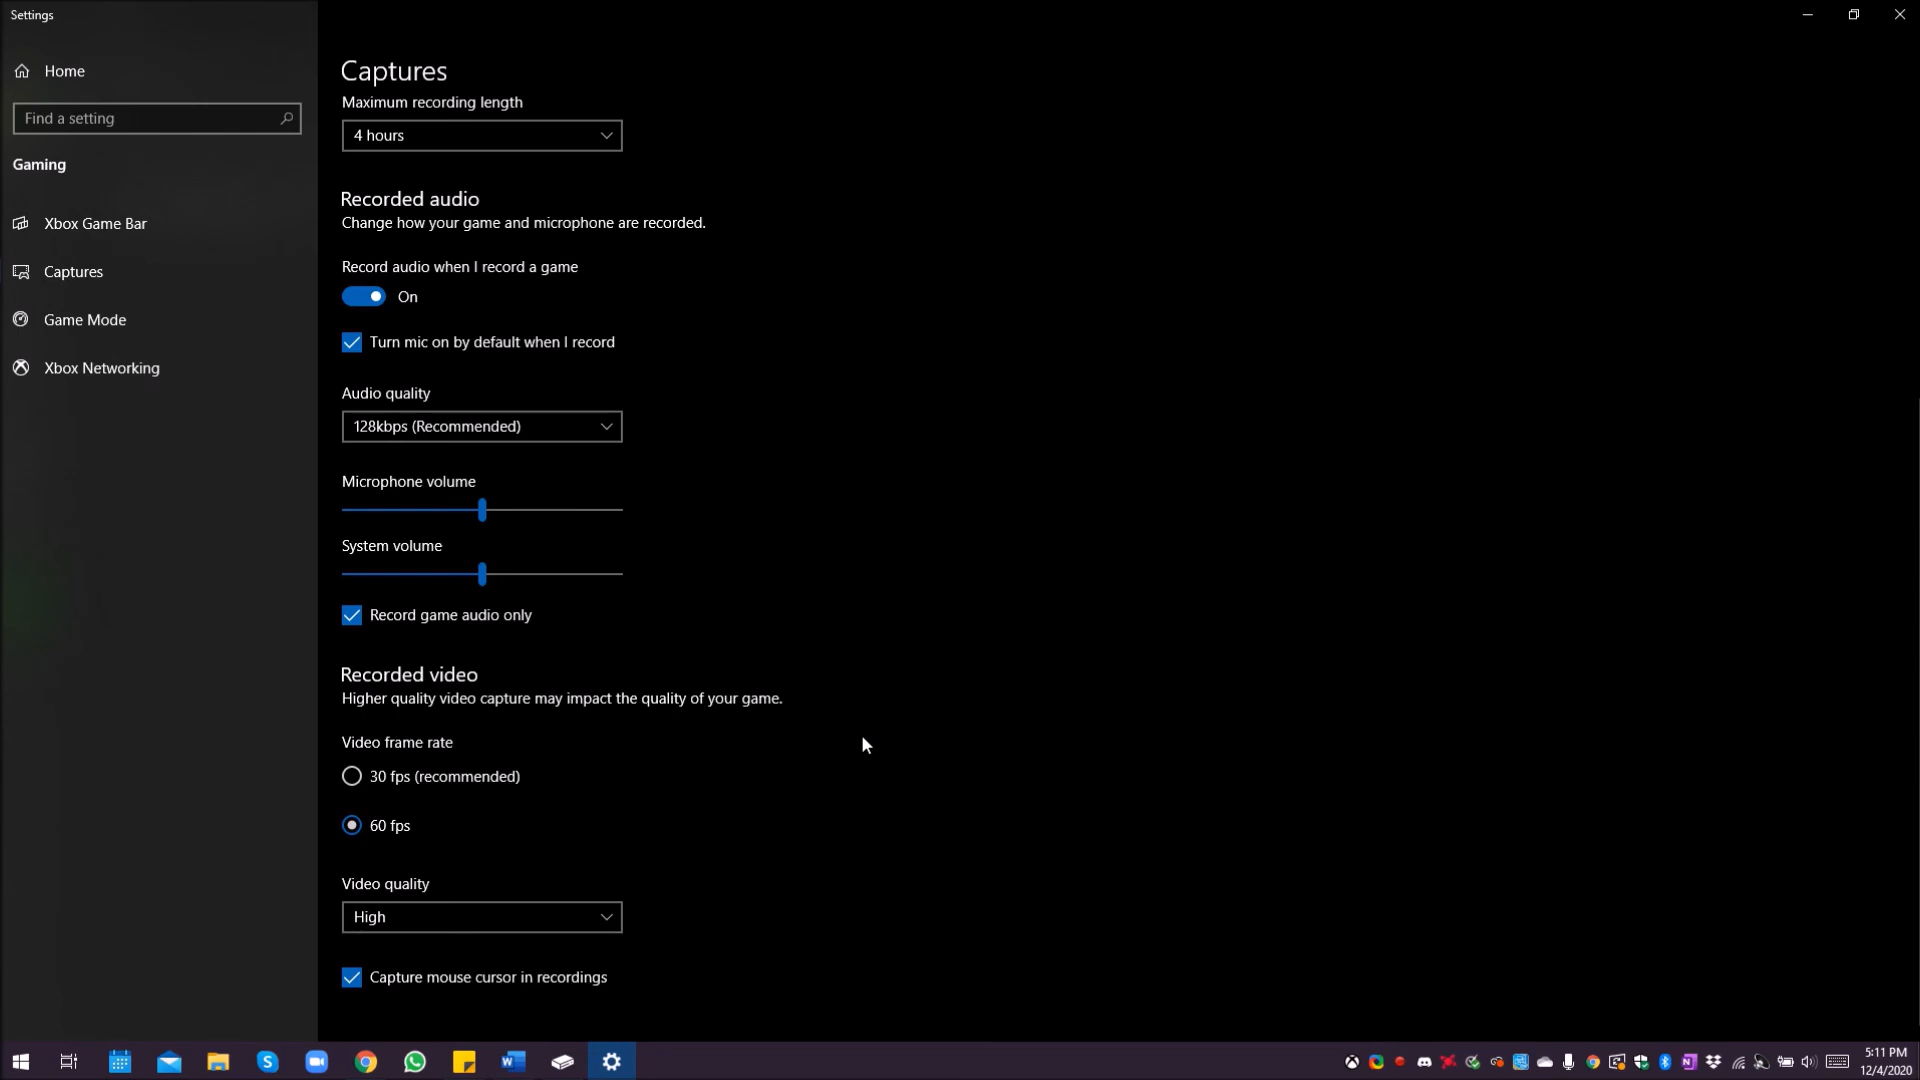 Settings
Home
Find a setting
Gaming
Xbox Game Bar
Captures
Game Mode
Xbox Networking
Captures
Maximum recording length
4 hours
Recorded audio
Change how your game and microphone are recorded.
Record audio when I record a game
On
Turn mic on by default when I record
Audio quality
128kbps (Recommended)
Microphone volume
System volume
Record game audio only
Recorded video
Higher quality video capture may impact the quality of your game.
Video frame rate
30 fps (recommended)
60 fps
Video quality
High
Capture mouse cursor in recordings
5:11 PM
12/4/2020